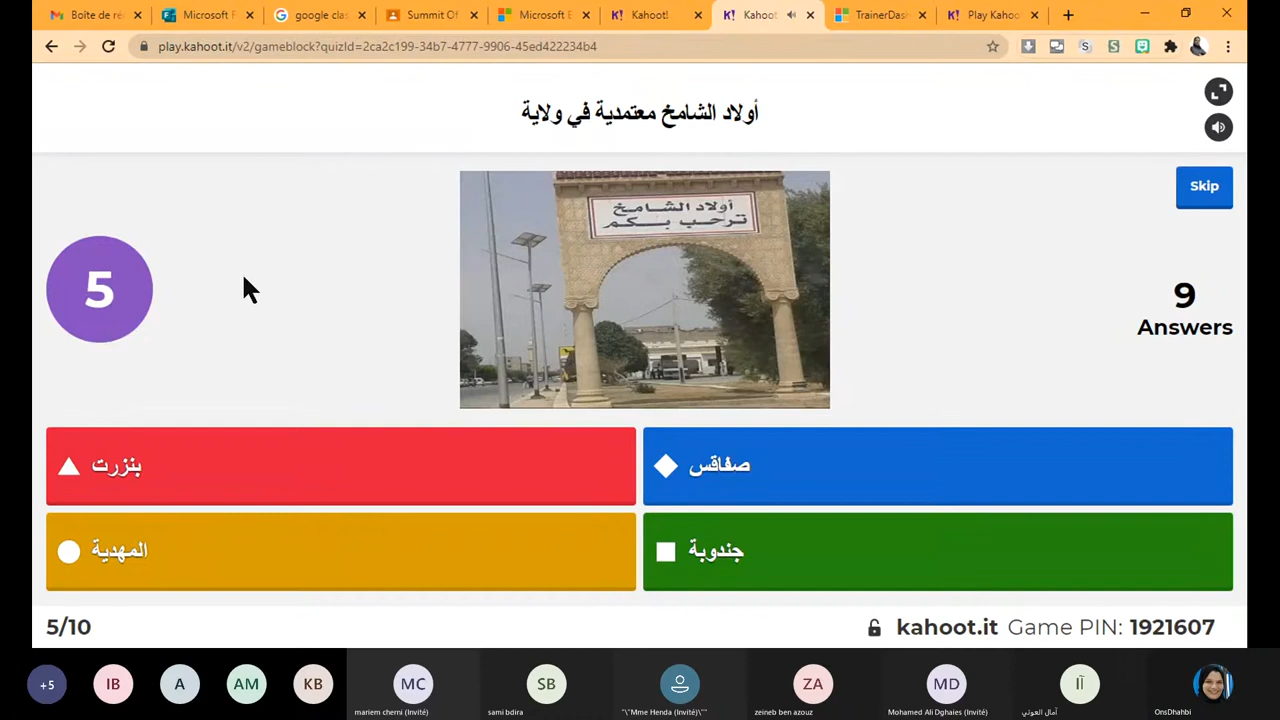 Boîte de ré
Microsoft F
google clas
Summit Of
Microsoft E
Kahoot!
Kahoot
TrainerDas
Play Kahoo
play.kahoot.it/v2/gameblock?quizId=2ca2c199-34b7-4777-9906-45ed422234b4
أولاد الشامخ معتمدية في ولاية
Skip
أولاد الشامخ
ترحب بكم
5
9
Answers
بنزرت
صفاقس
المهدية
جندوبة
5/10
kahoot.it Game PIN: 1921607
+5
IB
A
AM
KB
MC
SB
ZA
MD
آا
mariem cherni (Invité)
sami bdira
"\"Mme Henda (Invité)\""
zeineb ben azouz
Mohamed Ali Dghaies (Invité)
آمال العوني
OnsDhahbi